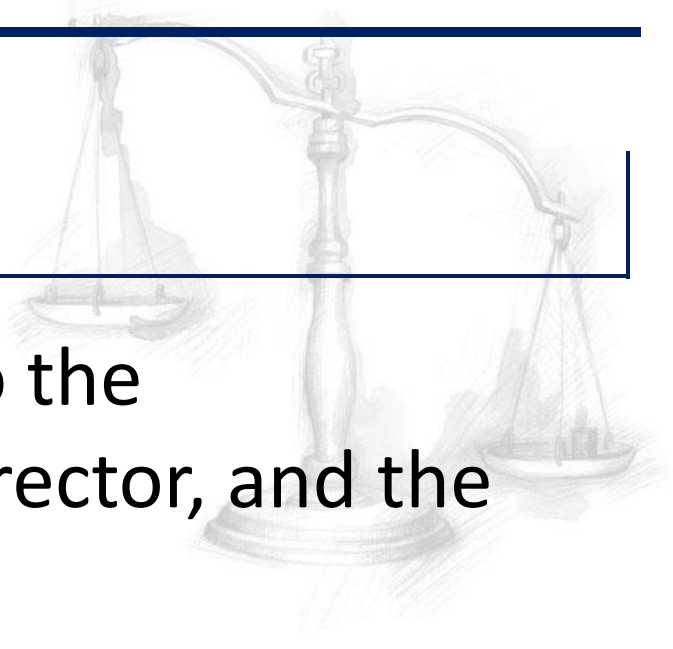 the
rector, and the